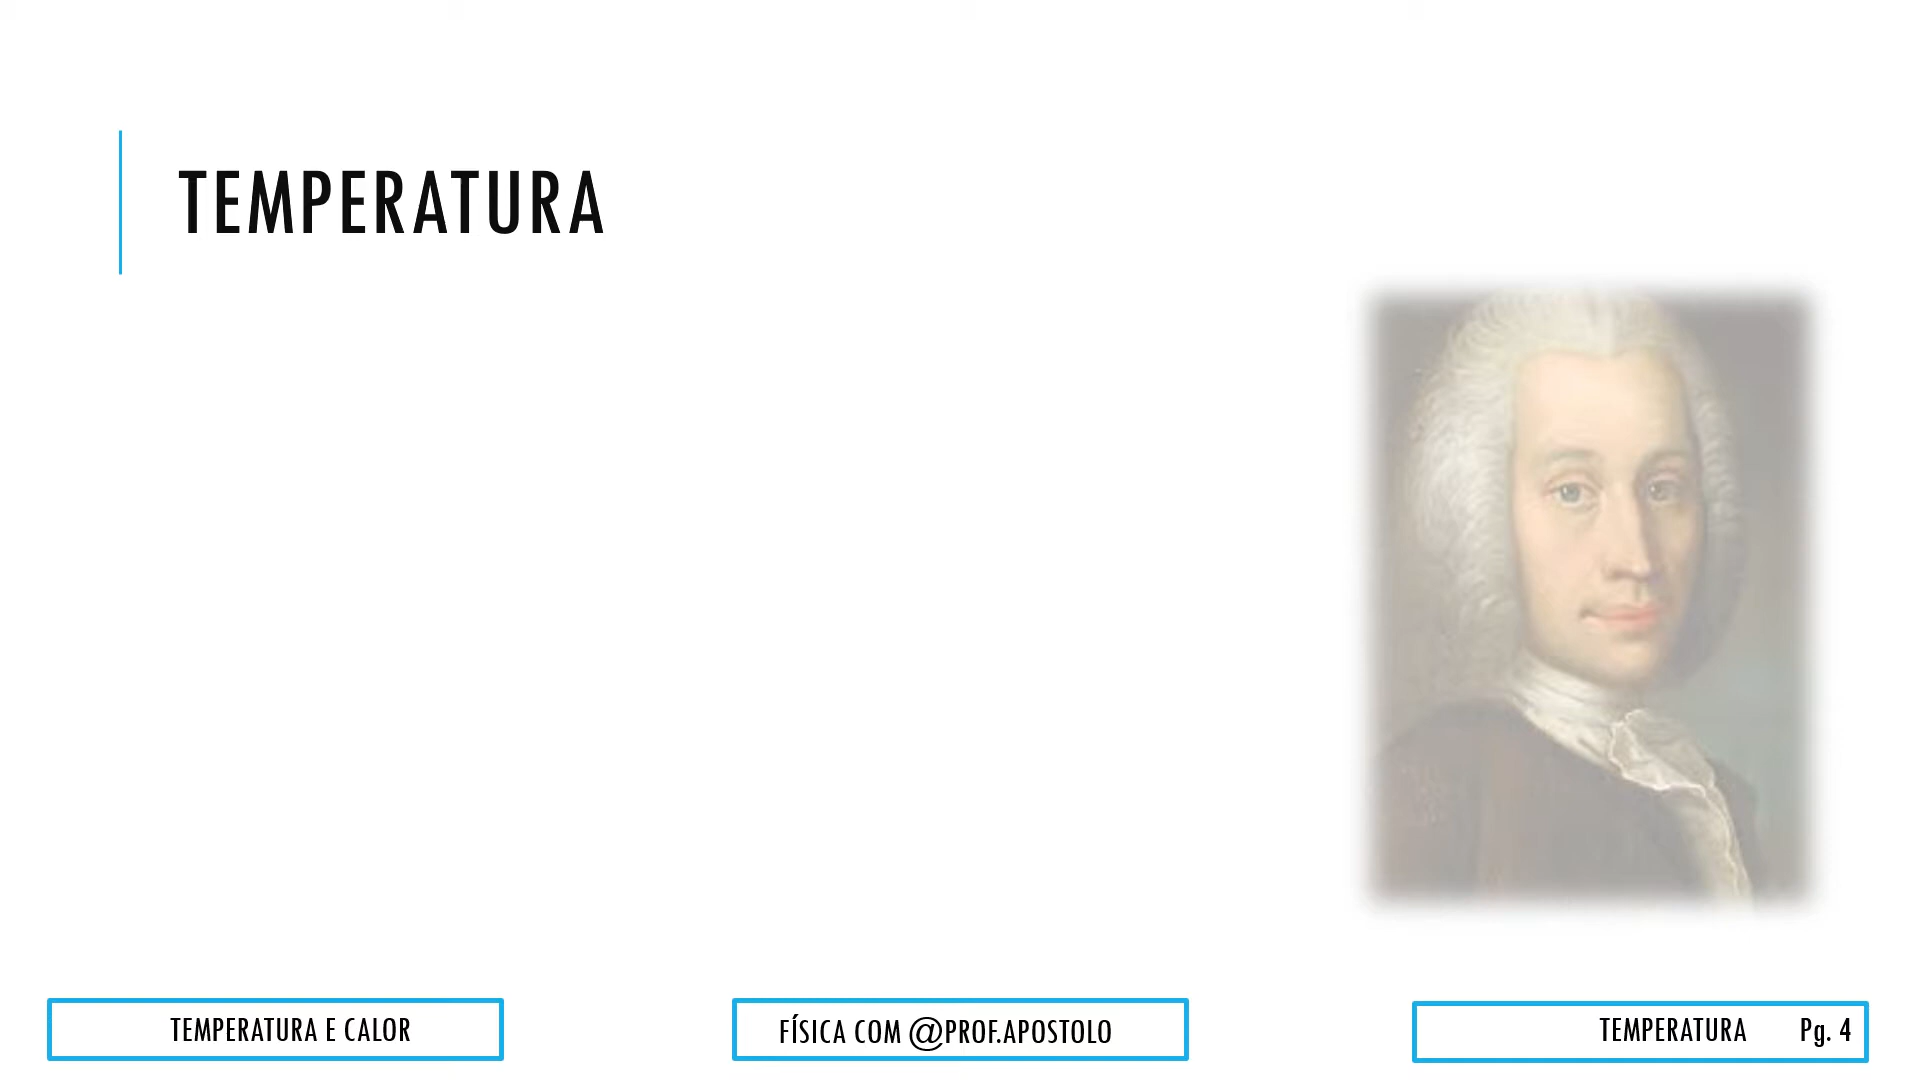 TEMPERATURA
TEMPERATURA E CALOR
FÍSICA COM @PROF.APOSTOLO
TEMPERATURA Pg. 4